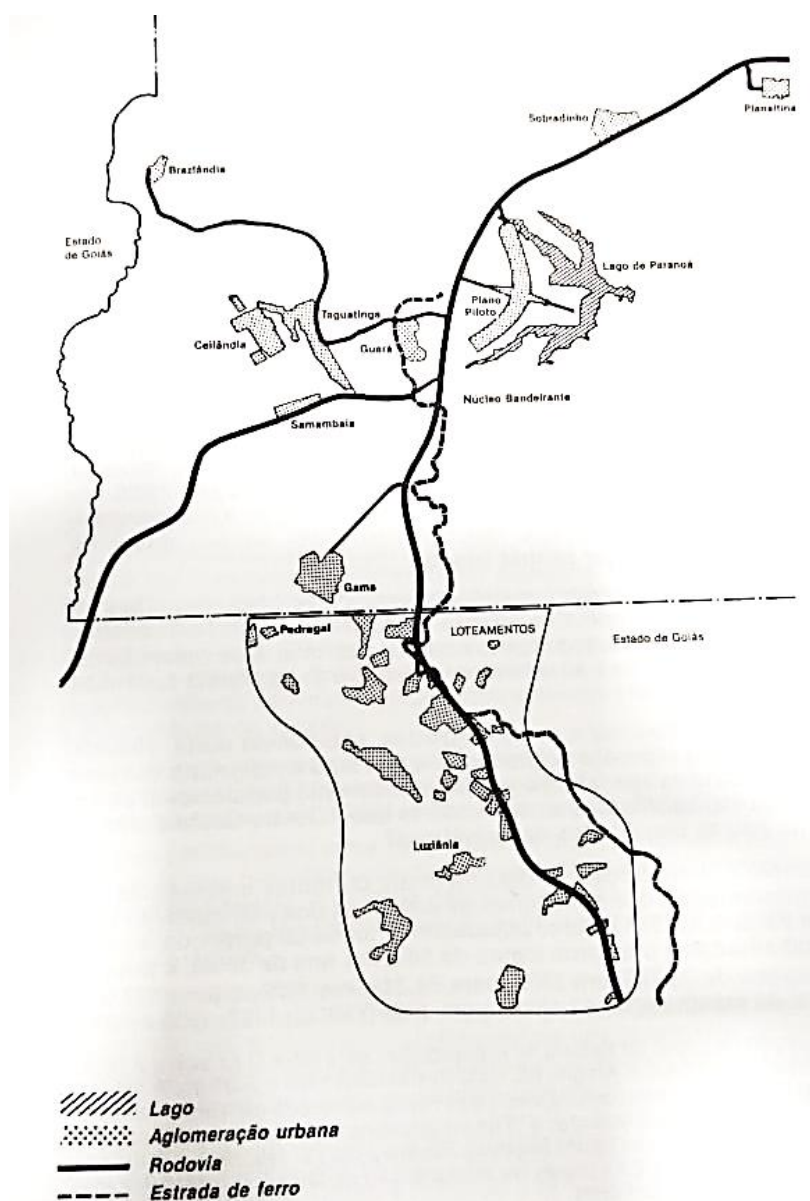 Planaltina
Sobradinho
Brazlândia
Estado
de Goiás
Lago de Paranoá
Plano
Piloto
Taguatinga
Guará
Ceilândia
Núcleo Bandeirante
Samambaia
Gama
Pedregal
LOTEAMENTOS
Estado de Goiás
Luziânia
Lago
Aglomeração urbana
Rodovia
Estrada de ferro